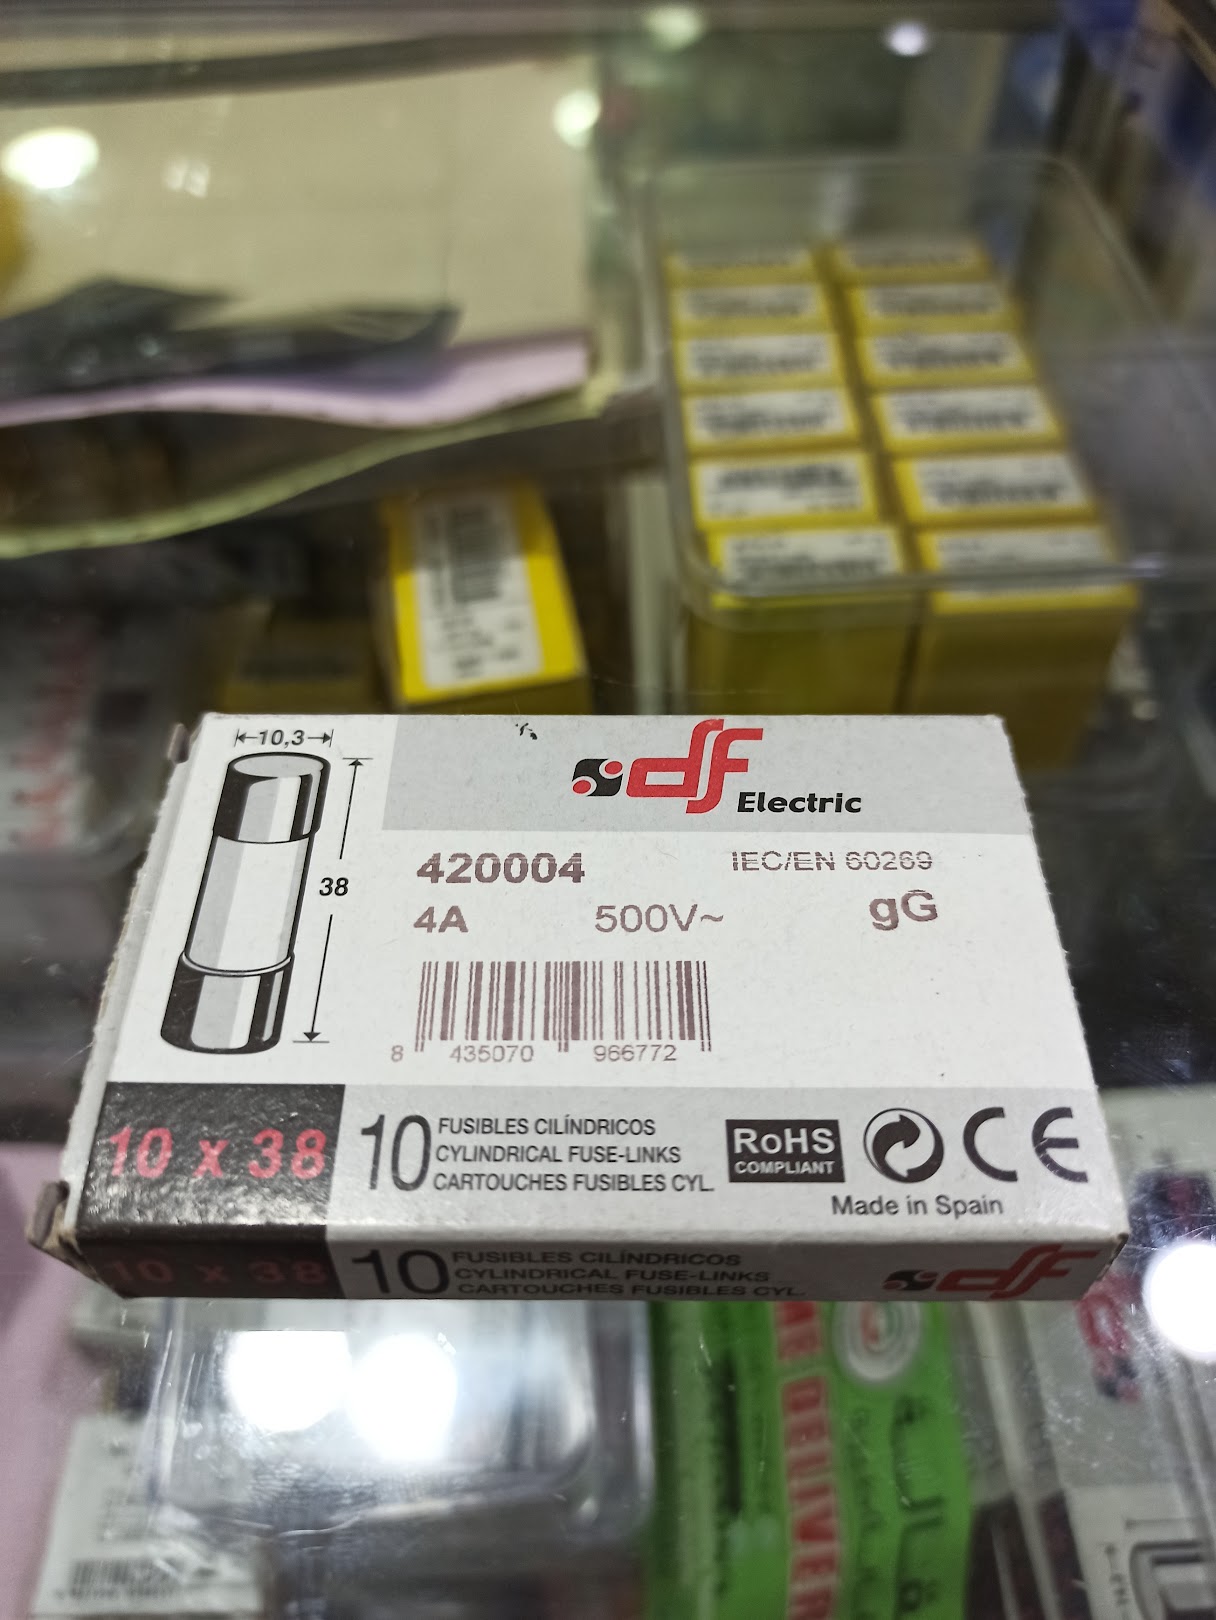 10,3
38
df Electric
420004
IEC/EN 60269
4A 500V~ gG
8 435070 966772
10 x 38
10 FUSIBLES CILÍNDRICOS
CYLINDRICAL FUSE-LINKS
CARTOUCHES FUSIBLES CYL.
RoHS
COMPLIANT
CE
Made in Spain
10 x 38
10 FUSIBLES CILÍNDRICOS
CYLINDRICAL FUSE-LINKS
CARTOUCHES FUSIBLES CYL.
df